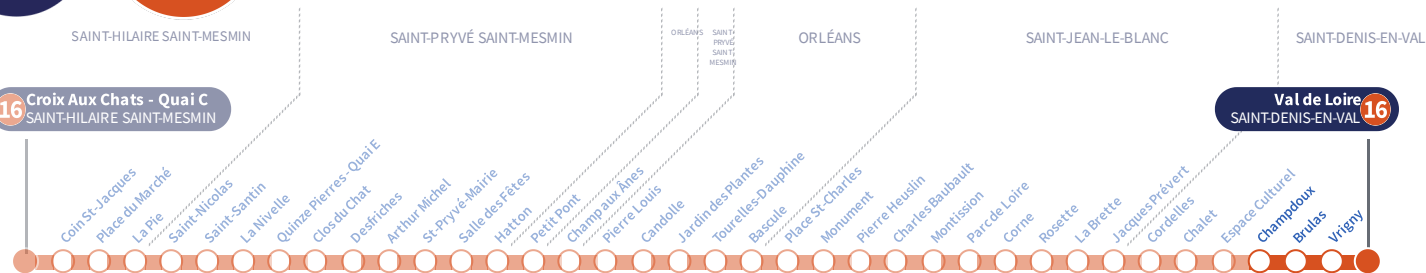 SAINT-HILAIRE SAINT-MESMIN
SAINT-PRYVÉ SAINT-MESMIN
ORLÉANS
SAINT-
PRYVÉ
SAINT-
MESMIN
ORLÉANS
SAINT-JEAN-LE-BLANC
SAINT-DENIS-EN-VAL
16
Croix Aux Chats - Quai C
SAINT-HILAIRE SAINT-MESMIN
Val de Loire
SAINT-DENIS-EN-VAL
16
Coin St-Jacques
Place du Marché
La Pie
Saint-Nicolas
Saint-Santin
La Nivelle
Quinze Pierres - Quai E
Clos du Chat
Desfriches
Arthur Michel
St-Pryvé-Mairie
Salle des Fêtes
Hatton
Petit Pont
Champ aux Ânes
Pierre Louis
Candolle
Jardin des Plantes
Tourelles-Dauphine
Bascule
Place St-Charles
Monument
Pierre Heuslin
Charles Baubault
Montission
Parc de Loire
Corne
Rosette
La Brette
Jacques Prévert
Cordelles
Chalet
Espace Culturel
Champdoux
Brulas
Vrigny